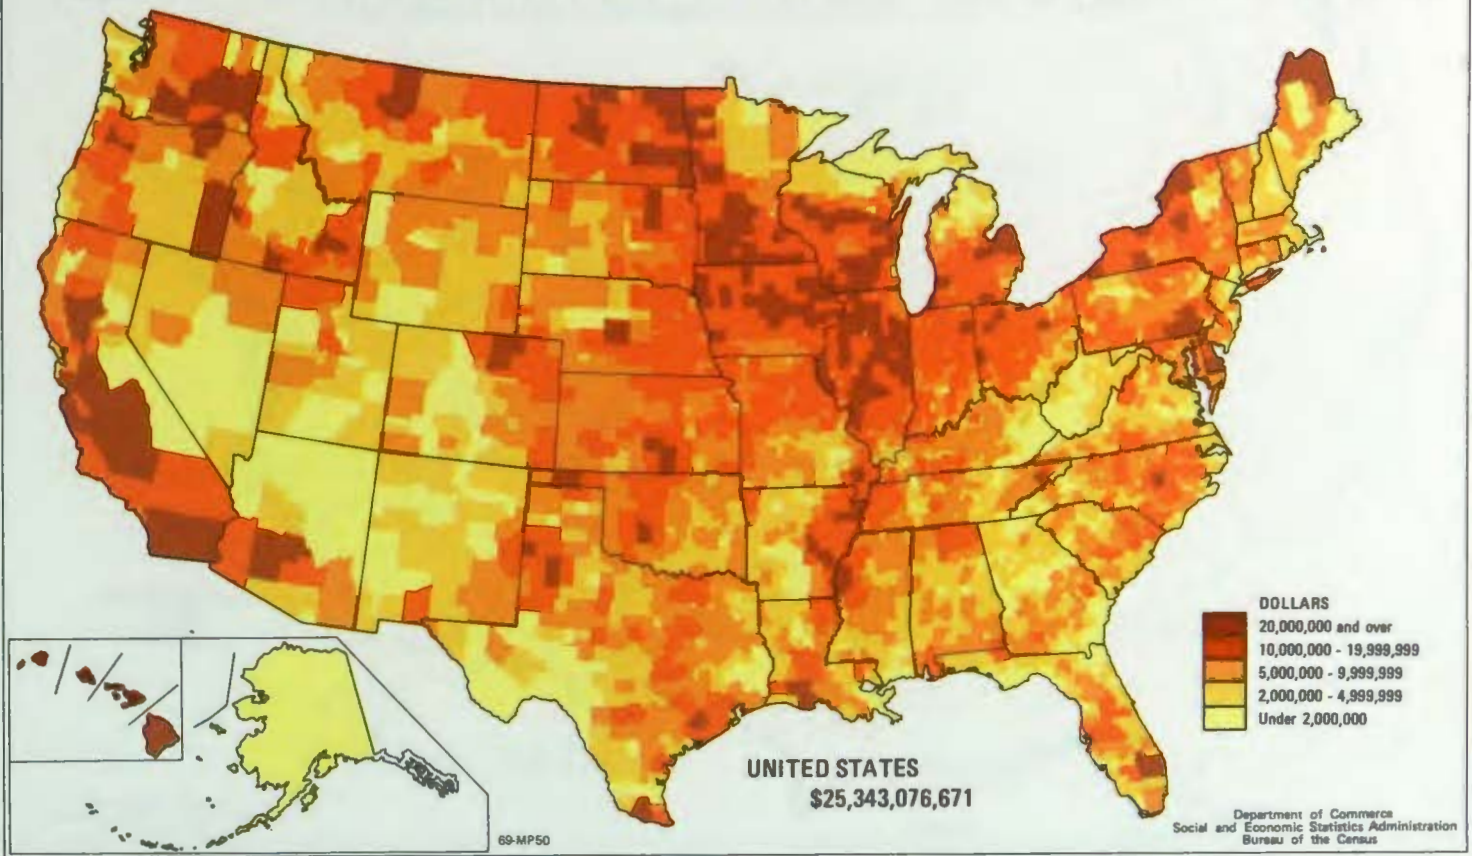 DOLLARS
20,000,000 and over
10,000,000 - 19,999,999
5,000,000 - 9,999,999
2,000,000 - 4,999,999
Under 2,000,000
UNITED STATES
$25,343,076,671
69-MP50
Department of Commerce
Social and Economic Statistics Administration
Bureau of the Census